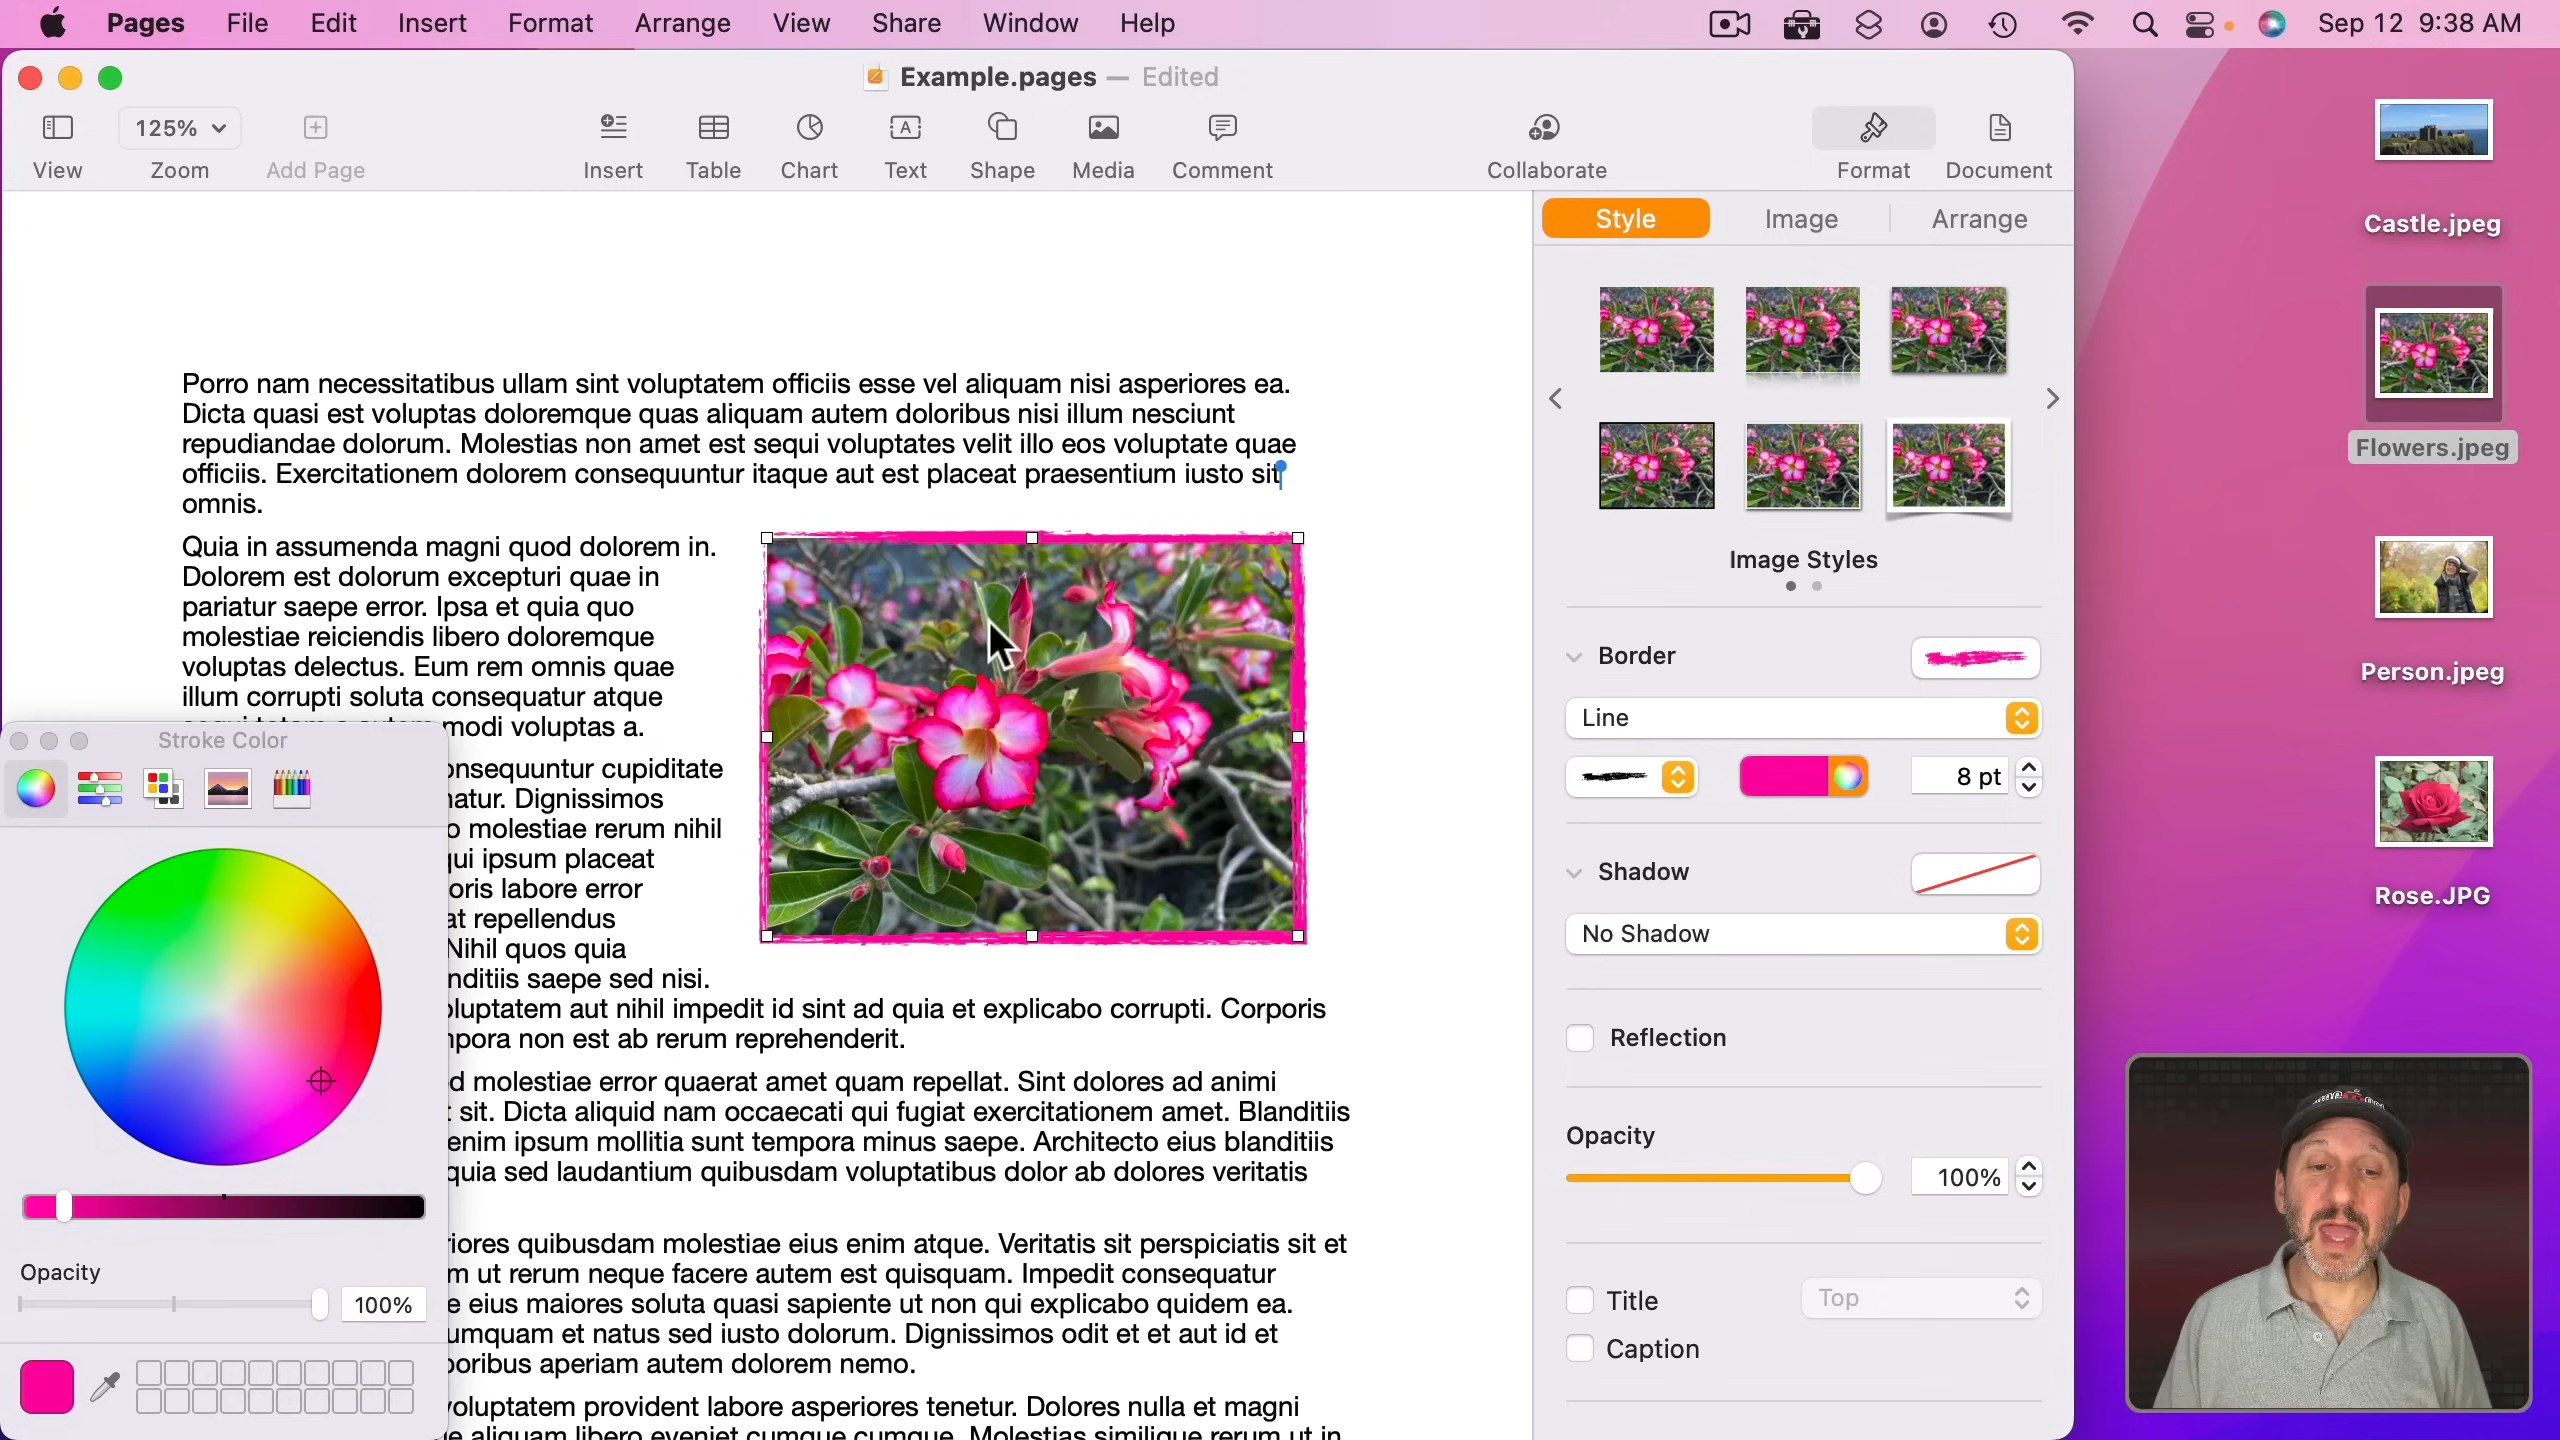 Pages File Edit Insert Format Arrange View Share Window Help Sep 12 9:38 AM
Example.pages — Edited
125%
View Zoom Add Page Insert Table Chart Text Shape Media Comment Collaborate Format Document
Style Image Arrange
Porro nam necessitatibus ullam sint voluptatem officiis esse vel aliquam nisi asperiores ea.
Dicta quasi est voluptas doloremque quas aliquam autem doloribus nisi illum nesciunt
repudiandae dolorum. Molestias non amet est sequi voluptates velit illo eos voluptate quae
officiis. Exercitationem dolorem consequuntur itaque aut est placeat praesentium iusto sit
omnis.
Quia in assumenda magni quod dolorem in.
Dolorem est dolorum excepturi quae in
pariatur saepe error. Ipsa et quia quo
molestiae reiciendis libero doloremque
voluptas delectus. Eum rem omnis quae
illum corrupti soluta consequatur atque
modi voluptas a.
onsequuntur cupiditate
natur. Dignissimos
o molestiae rerum nihil
qui ipsum placeat
oris labore error
at repellendus
Nihil quos quia
nditiis saepe sed nisi.
oluptatem aut nihil impedit id sint ad quia et explicabo corrupti. Corporis
npora non est ab rerum reprehenderit.
d molestiae error quaerat amet quam repellat. Sint dolores ad animi
t sit. Dicta aliquid nam occaecati qui fugiat exercitationem amet. Blanditiis
enim ipsum mollitia sunt tempora minus saepe. Architecto eius blanditiis
quia sed laudantium quibusdam voluptatibus dolor ab dolores veritatis
riores quibusdam molestiae eius enim atque. Veritatis sit perspiciatis sit et
m ut rerum neque facere autem est quisquam. Impedit consequatur
e eius maiores soluta quasi sapiente ut non qui explicabo quidem ea.
umquam et natus sed iusto dolorum. Dignissimos odit et et aut id et
poribus aperiam autem dolorem nemo.
voluptatem provident labore asperiores tenetur. Dolores nulla et magni
e aliquam libero eveniet cumque cumque. Molestias similique rerum ut in
Stroke Color
Opacity
100%
Image Styles
Border
Line
8 pt
Shadow
No Shadow
Reflection
Opacity
100%
Title Top
Caption
Castle.jpeg
Flowers.jpeg
Person.jpeg
Rose.JPG